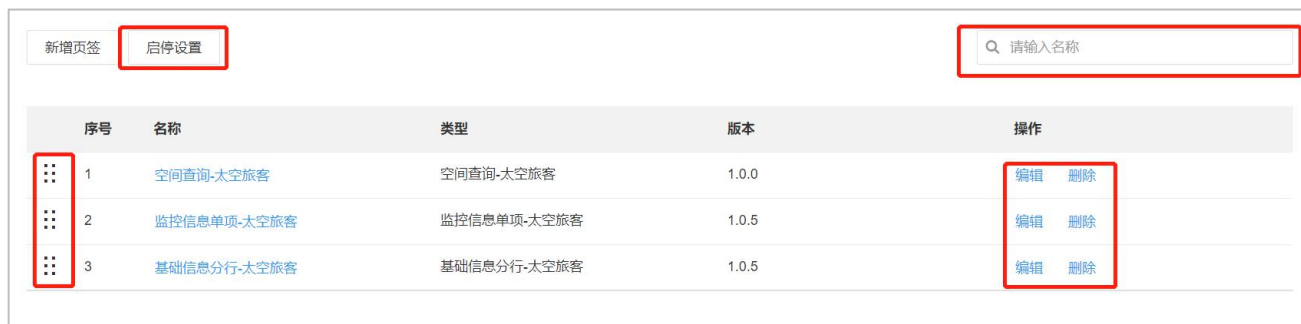 新增页签 启停设置 请输入名称
序号 名称 类型 版本 操作
1 空间查询-太空旅客 空间查询-太空旅客 1.0.0 编辑 删除
2 监控信息单项-太空旅客 监控信息单项-太空旅客 1.0.5 编辑 删除
3 基础信息分行-太空旅客 基础信息分行-太空旅客 1.0.5 编辑 删除